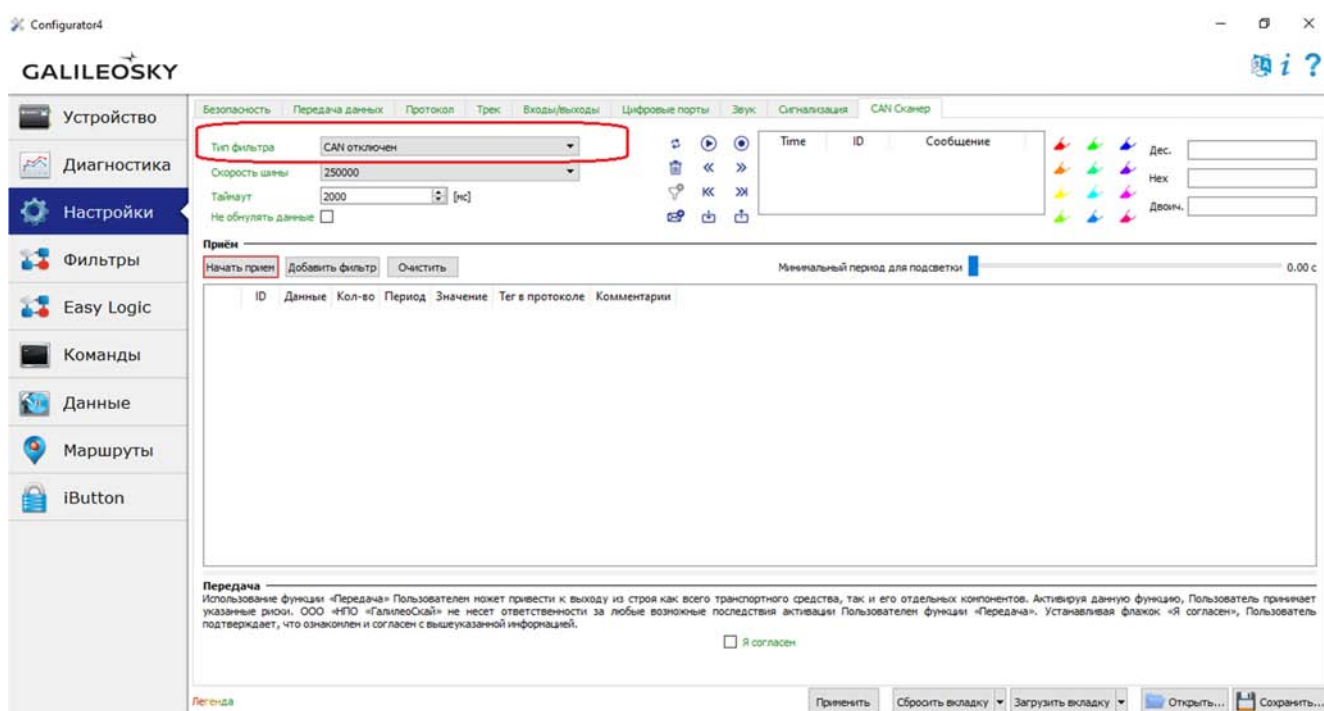 Configurator4
GALILEOSKY
Устройство
Диагностика
Настройки
Фильтры
Easy Logic
Команды
Данные
Маршруты
iButton
Безопасность Передача данных Протокол Трек Входы/выходы Цифровые порты Звук Сигнализация CAN Сканер
Тип фильтра CAN отключен
Скорость шины 250000
Таймаут 2000 [мс]
Не обнулять данные
Time ID Сообщение
Дес.
Hex
Двоич.
Приём
Начать прием Добавить фильтр Очистить Минимальный период для подсветки 0.00 с
ID Данные Кол-во Период Значение Тег в протоколе Комментарии
Передача
Использование функции «Передача» Пользователем может привести к выходу из строя как всего транспортного средства, так и его отдельных компонентов. Активируя данную функцию, Пользователь принимает
указанные риски. ООО «НПО «ГалилеоСкай» не несет ответственности за любые возможные последствия активации Пользователем функции «Передача». Устанавливая флажок «Я согласен», Пользователь
подтверждает, что ознакомлен и согласен с вышеуказанной информацией.
Я согласен
Легенда
Применить Сбросить вкладку Загрузить вкладку Открыть... Сохранить...